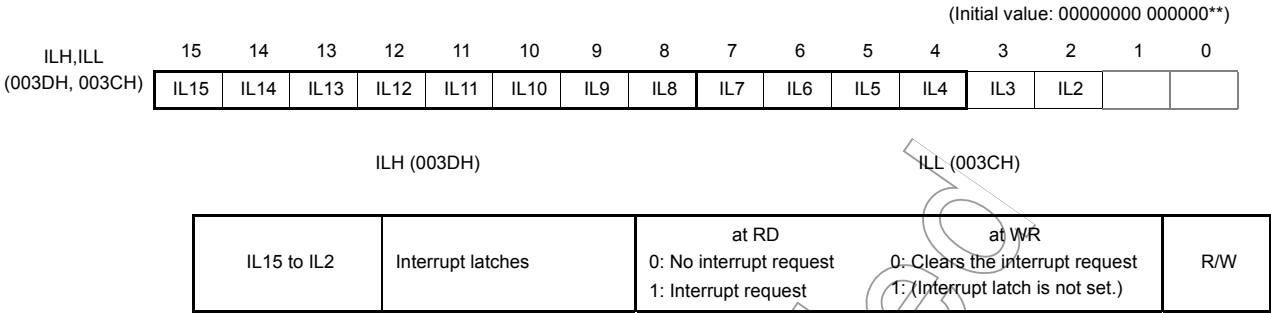 (Initial value: 00000000 000000**)
ILH,ILL
(003DH, 003CH)
15 14 13 12 11 10 9 8 7 6 5 4 3 2 1 0
IL15 IL14 IL13 IL12 IL11 IL10 IL9 IL8 IL7 IL6 IL5 IL4 IL3 IL2
ILH (003DH) ILL (003CH)
IL15 to IL2 Interrupt latches
at RD
0: No interrupt request
1: Interrupt request
at WR
0: Clears the interrupt request
1: (Interrupt latch is not set.)
R/W